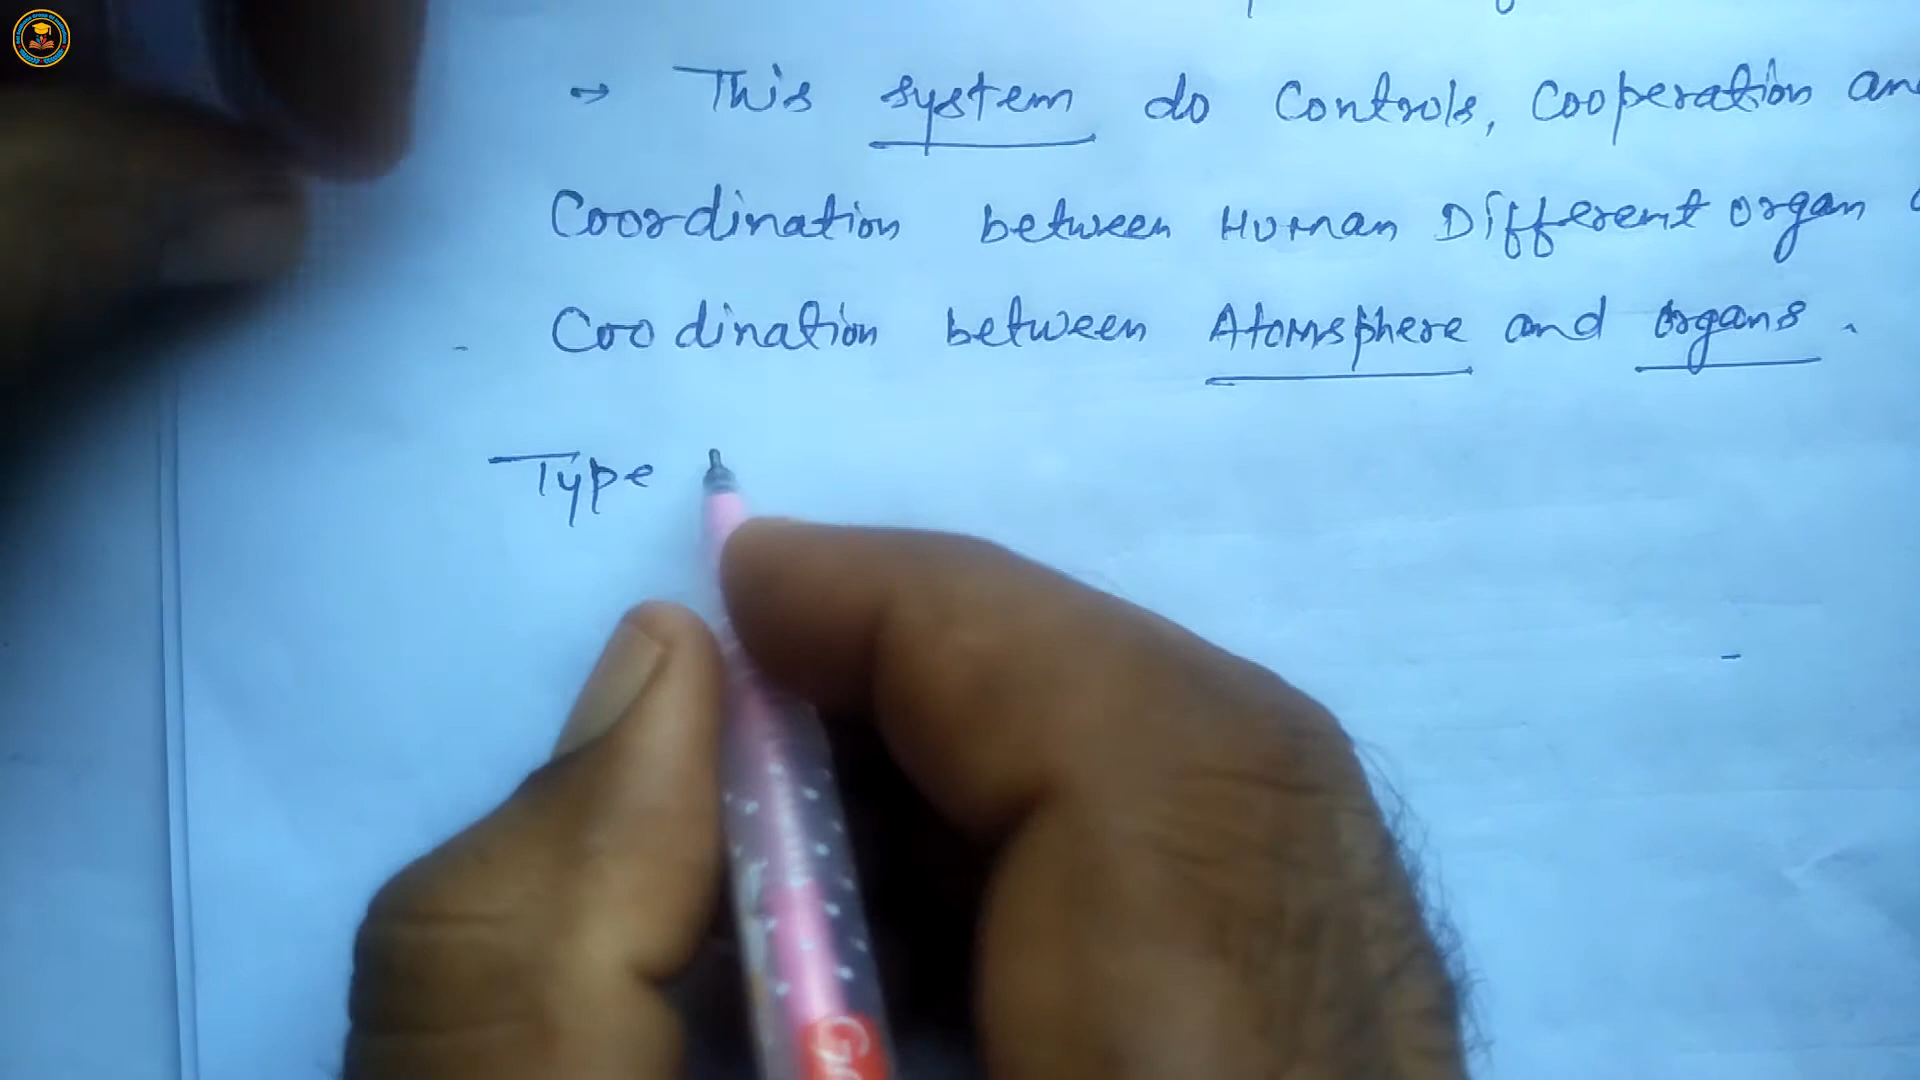 → This system do Controls, Cooperation an
Coordination between Human Different organ
Coodination between Atomsphere and organs.
Type